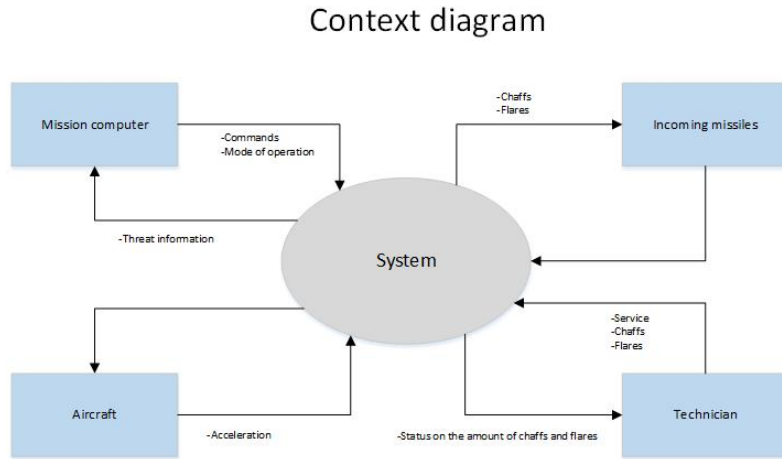 Context diagram
Mission computer
-Commands
-Mode of operation
-Chaffs
-Flares
Incoming missiles
-Threat information
System
-Service
-Chaffs
-Flares
Aircraft
-Acceleration
-Status on the amount of chaffs and flares
Technician